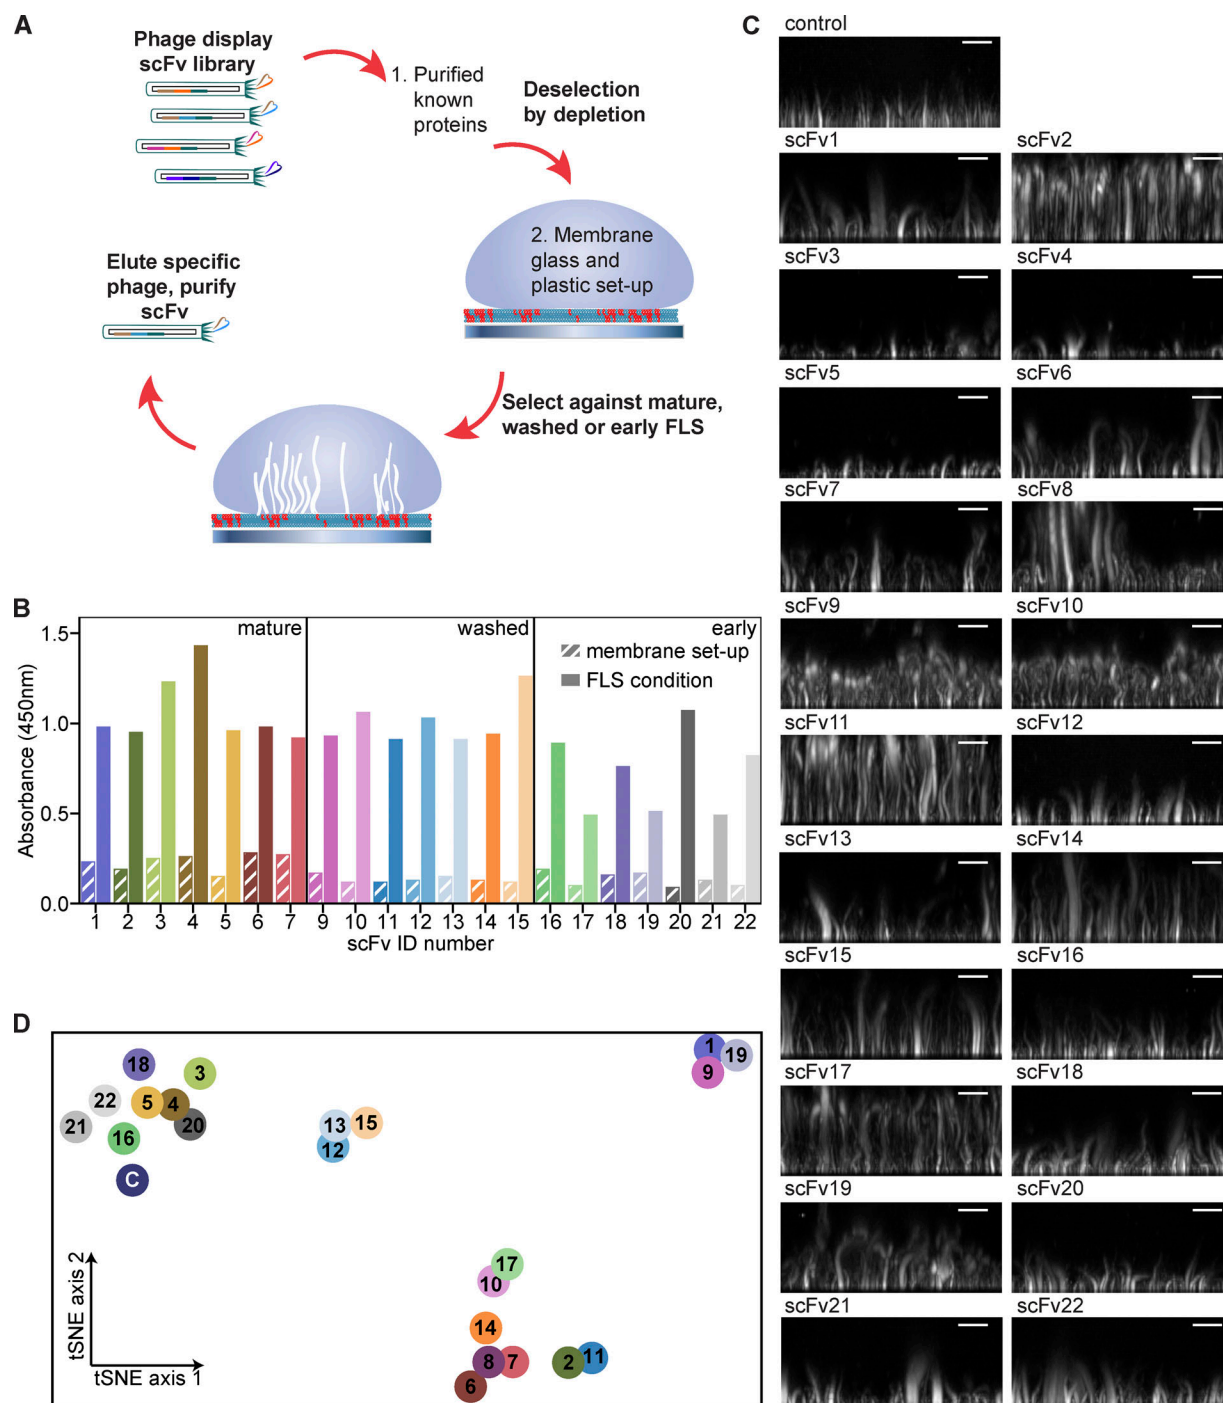 A
Phage display
scFv library
1. Purified
known
proteins
Deselection
by depletion
2. Membrane
glass and
plastic set-up
Elute specific
phage, purify
scFv
Select against mature,
washed or early FLS
B
mature
washed
early
membrane set-up
FLS condition
Absorbance (450nm)
1.5
1.0
0.5
0.0
1 2 3 4 5 6 7 9 10 11 12 13 14 15 16 17 18 19 20 21 22
scFv ID number
C
control
scFv1 scFv2
scFv3 scFv4
scFv5 scFv6
scFv7 scFv8
scFv9 scFv10
scFv11 scFv12
scFv13 scFv14
scFv15 scFv16
scFv17 scFv18
scFv19 scFv20
scFv21 scFv22
D
18 3
22 5 4 20
21 16
C
13 15
12
1 19
9
17
10
14
8 7 2 11
6
tSNE axis 2
tSNE axis 1